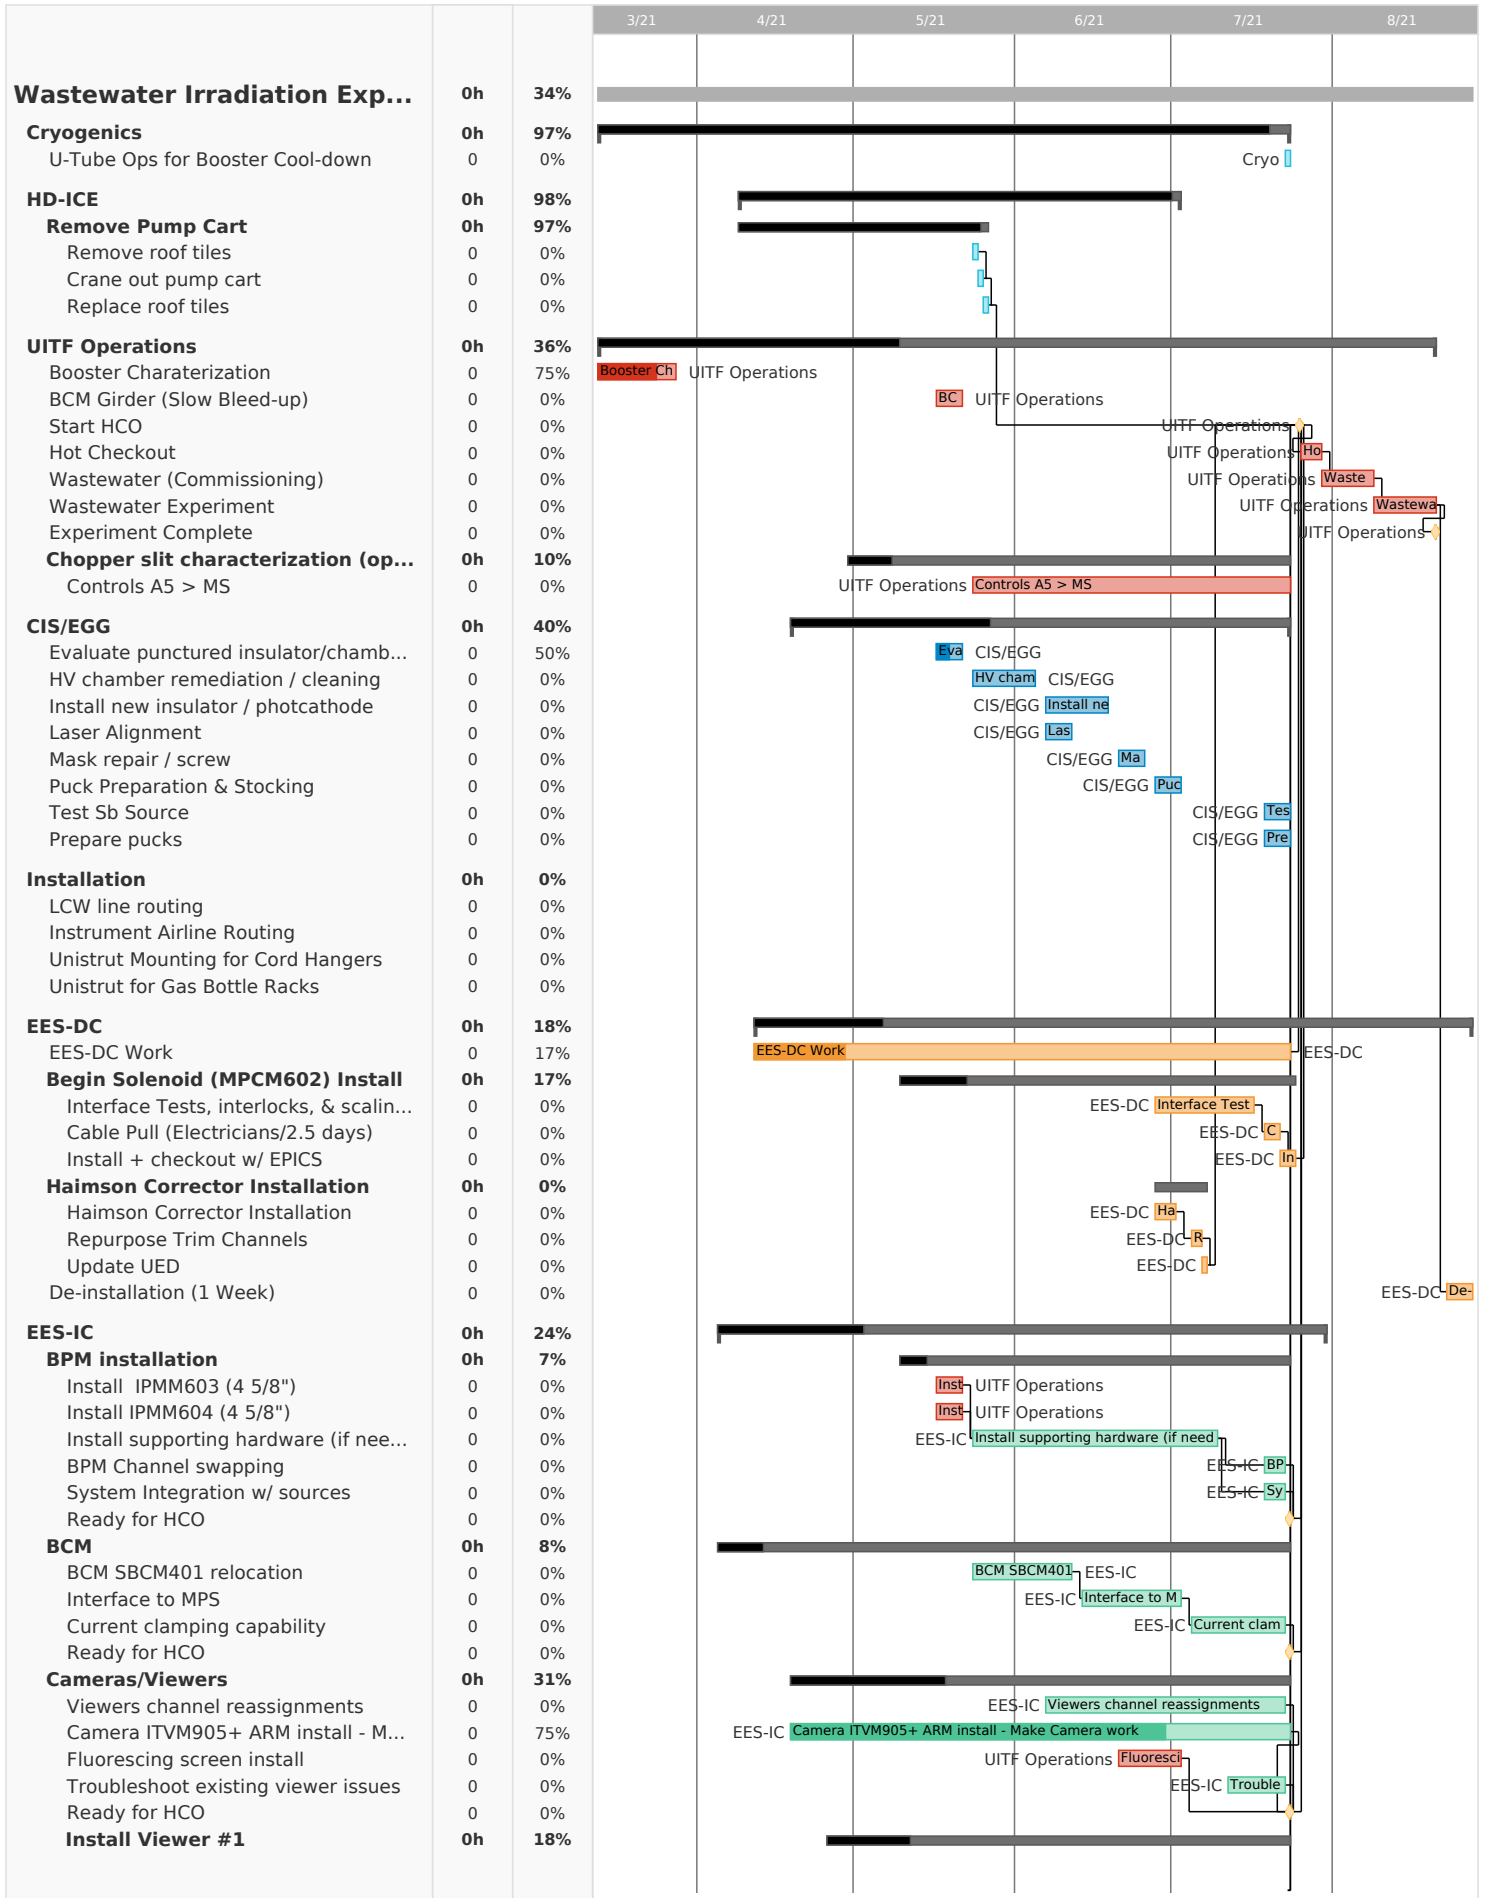 3/21 4/21 5/21 6/21 7/21 8/21
Wastewater Irradiation Exp... 0h 34%
Cryogenics 0h 97%
U-Tube Ops for Booster Cool-down 0 0% Cryo
HD-ICE 0h 98%
Remove Pump Cart 0h 97%
Remove roof tiles 0 0%
Crane out pump cart 0 0%
Replace roof tiles 0 0%
UITF Operations 0h 36%
Booster Charaterization 0 75% Booster Ch UITF Operations
BCM Girder (Slow Bleed-up) 0 0% BC UITF Operations
Start HCO 0 0% UITF Operations
Hot Checkout 0 0% UITF Operations Ho
Wastewater (Commissioning) 0 0% UITF Operations Waste
Wastewater Experiment 0 0% UITF Operations Wastewa
Experiment Complete 0 0% UITF Operations
Chopper slit characterization (op... 0h 10%
Controls A5 > MS 0 0% UITF Operations Controls A5 > MS
CIS/EGG 0h 40%
Evaluate punctured insulator/chamb... 0 50% Eva CIS/EGG
HV chamber remediation / cleaning 0 0% HV cham CIS/EGG
Install new insulator / photcathode 0 0% CIS/EGG Install ne
Laser Alignment 0 0% CIS/EGG Las
Mask repair / screw 0 0% CIS/EGG Ma
Puck Preparation & Stocking 0 0% CIS/EGG Puc
Test Sb Source 0 0% CIS/EGG Tes
Prepare pucks 0 0% CIS/EGG Pre
Installation 0h 0%
LCW line routing 0 0%
Instrument Airline Routing 0 0%
Unistrut Mounting for Cord Hangers 0 0%
Unistrut for Gas Bottle Racks 0 0%
EES-DC 0h 18%
EES-DC Work 0 17% EES-DC Work EES-DC
Begin Solenoid (MPCM602) Install 0h 17%
Interface Tests, interlocks, & scalin... 0 0% EES-DC Interface Test
Cable Pull (Electricians/2.5 days) 0 0% EES-DC C
Install + checkout w/ EPICS 0 0% EES-DC In
Haimson Corrector Installation 0h 0%
Haimson Corrector Installation 0 0% EES-DC Ha
Repurpose Trim Channels 0 0% EES-DC R
Update UED 0 0% EES-DC
De-installation (1 Week) 0 0% EES-DC De-
EES-IC 0h 24%
BPM installation 0h 7%
Install IPMM603 (4 5/8") 0 0% Inst UITF Operations
Install IPMM604 (4 5/8") 0 0% Inst UITF Operations
Install supporting hardware (if nee... 0 0% EES-IC Install supporting hardware (if need
BPM Channel swapping 0 0% EES-IC BP
System Integration w/ sources 0 0% EES-IC Sy
Ready for HCO 0 0%
BCM 0h 8%
BCM SBCM401 relocation 0 0% BCM SBCM401 EES-IC
Interface to MPS 0 0% EES-IC Interface to M
Current clamping capability 0 0% EES-IC Current clam
Ready for HCO 0 0%
Cameras/Viewers 0h 31%
Viewers channel reassignments 0 0% EES-IC Viewers channel reassignments
Camera ITVM905+ ARM install - M... 0 75% EES-IC Camera ITVM905+ ARM install - Make Camera work
Fluorescing screen install 0 0% UITF Operations Fluoresci
Troubleshoot existing viewer issues 0 0% EES-IC Trouble
Ready for HCO 0 0%
Install Viewer #1 0h 18%